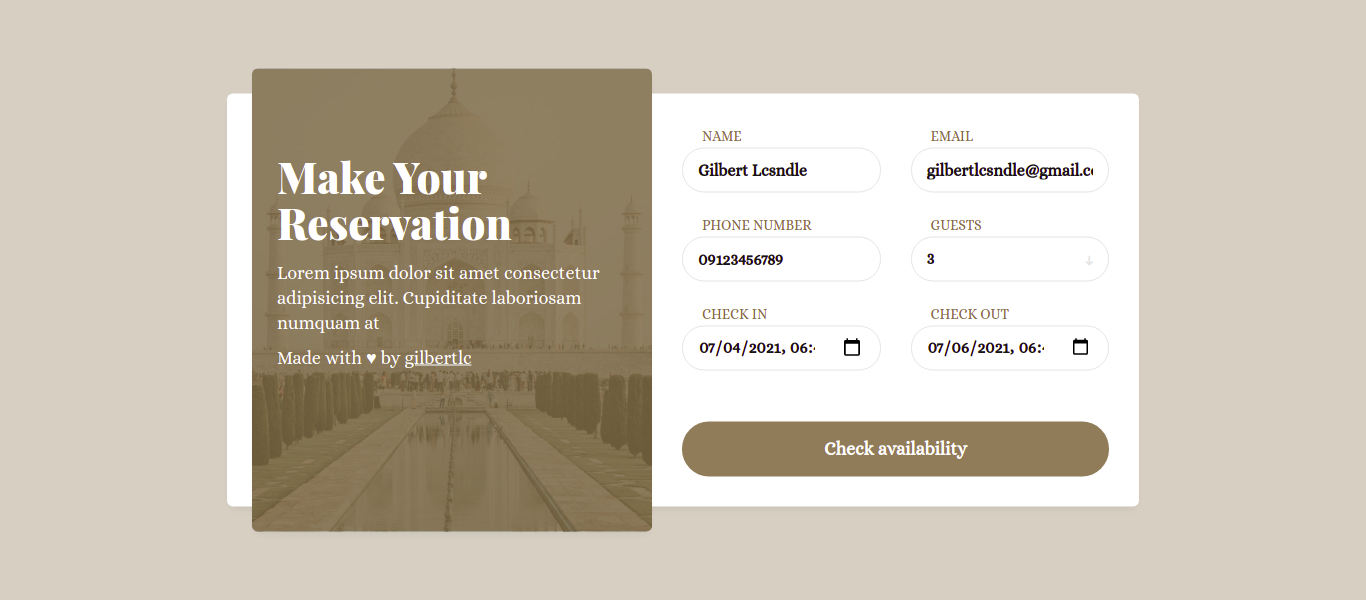 Make Your
Reservation
Lorem ipsum dolor sit amet consectetur
adipisicing elit. Cupiditate laboriosam
numquam at
Made with ♥ by gilbertlc
NAME
Gilbert Lcsndle
EMAIL
gilbertlcsndle@gmail.c
PHONE NUMBER
09123456789
GUESTS
3
CHECK IN
07/04/2021, 06:
CHECK OUT
07/06/2021, 06:
Check availability